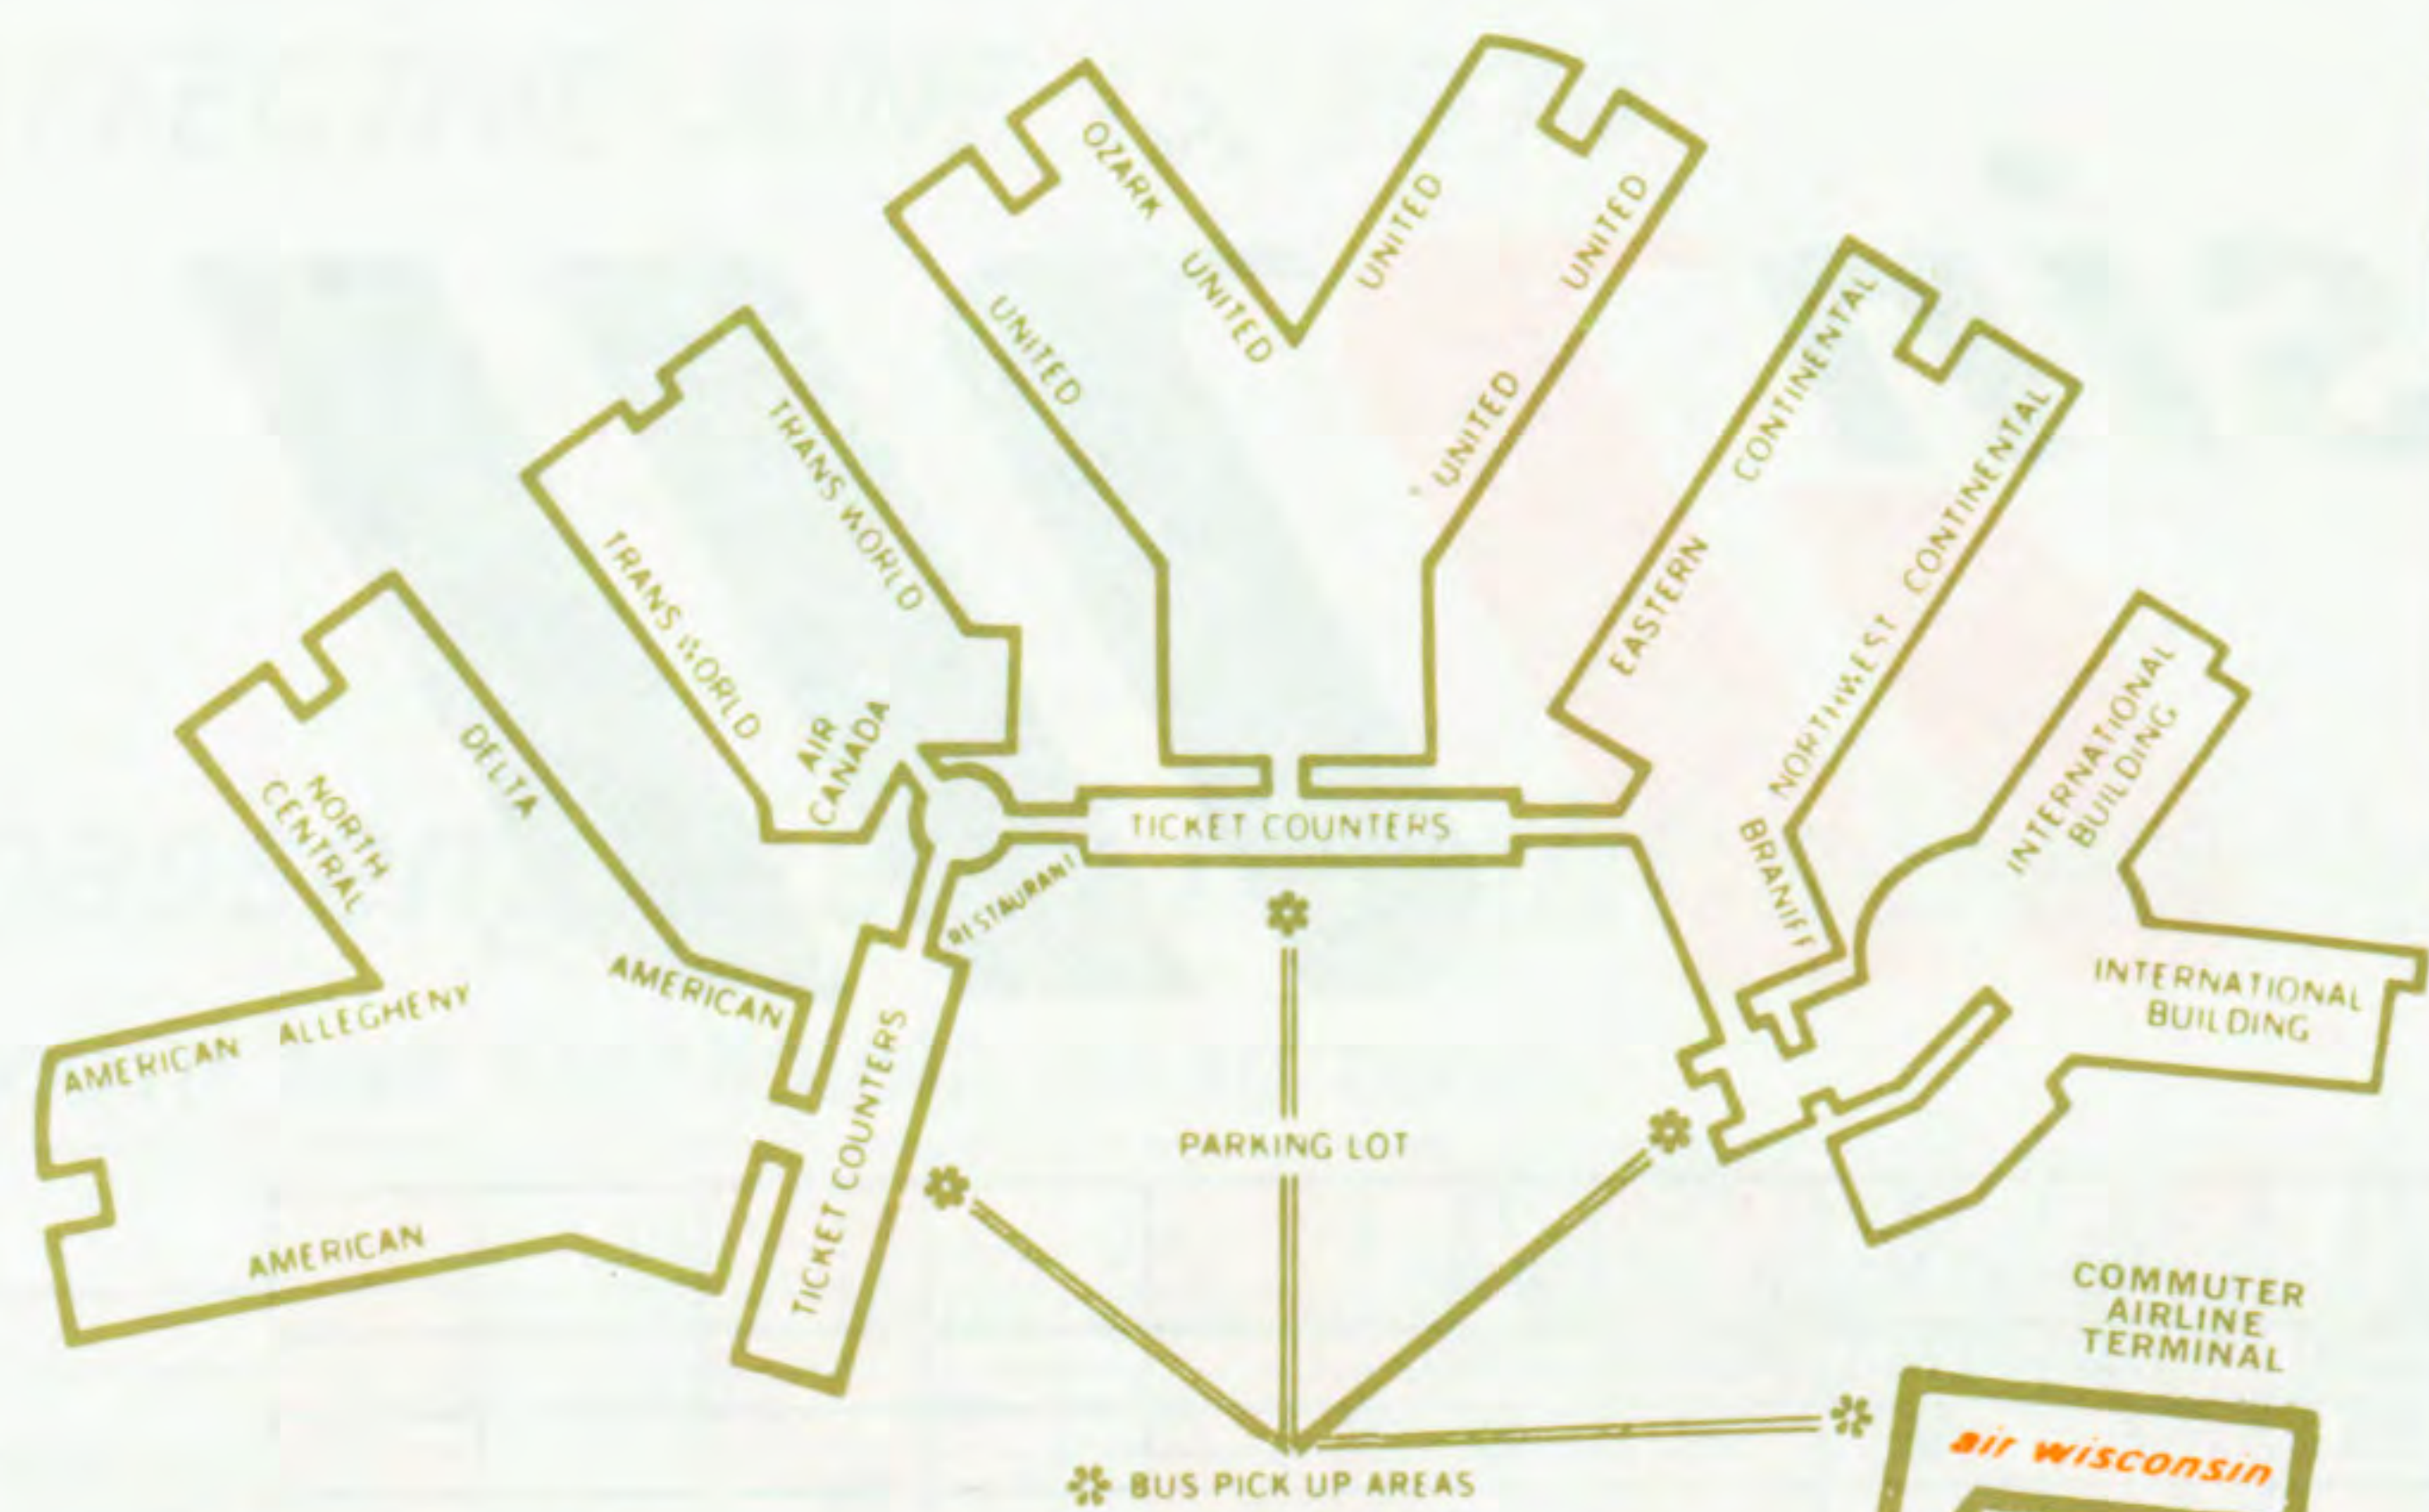 OZARK
UNITED
UNITED
UNITED
UNITED
UNITED
CONTINENTAL
CONTINENTAL
EASTERN
NORTHWEST
BRANIFF
TRANS WORLD
TRANS WORLD
AIR
CANADA
INTERNATIONAL
BUILDING
INTERNATIONAL
BUILDING
DELTA
NORTH
CENTRAL
AMERICAN
AMERICAN
ALLEGHENY
AMERICAN
TICKET COUNTERS
RESTAURANT
TICKET COUNTERS
PARKING LOT
COMMUTER
AIRLINE
TERMINAL
air wisconsin
BUS PICK UP AREAS